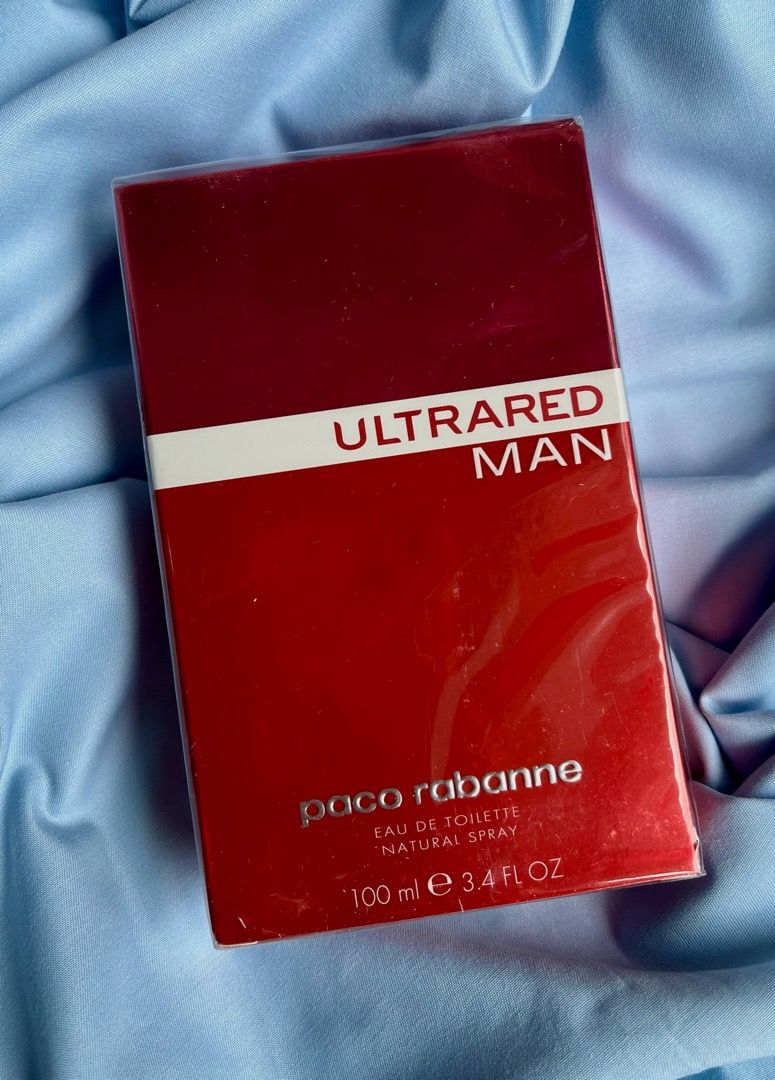 ULTRARED
MAN
paco rabanne
EAU DE TOILETTE
NATURAL SPRAY
100 ml e 3.4 FL OZ